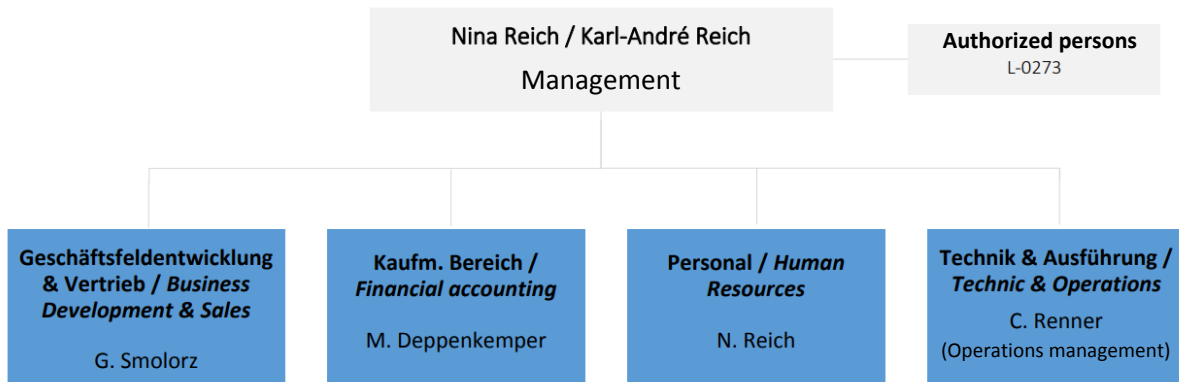 Nina Reich / Karl-André Reich
Management
Authorized persons
L-0273
Geschäftsfeldentwicklung
& Vertrieb / Business
Development & Sales
G. Smolorz
Kaufm. Bereich /
Financial accounting
M. Deppenkemper
Personal / Human
Resources
N. Reich
Technik & Ausführung /
Technic & Operations
C. Renner
(Operations management)